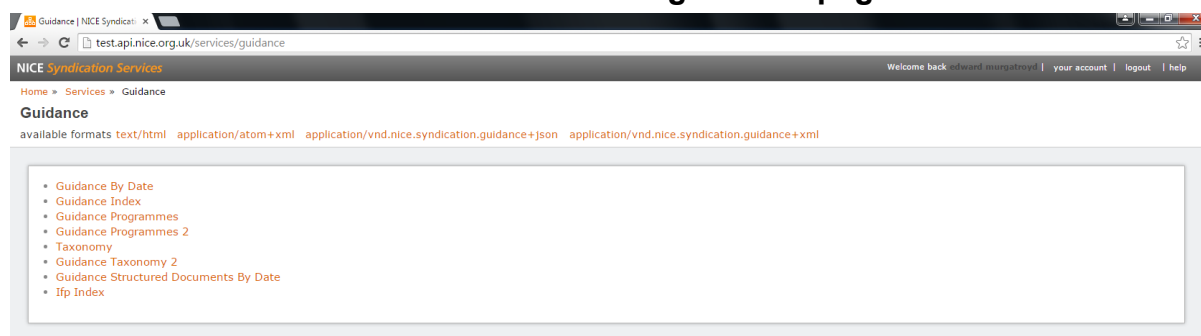 Guidance | NICE Syndicati
test.api.nice.org.uk/services/guidance
NICE Syndication Services
Welcome back edward murgatroyd | your account | logout | help
Home » Services » Guidance
Guidance
available formats text/html application/atom+xml application/vnd.nice.syndication.guidance+json application/vnd.nice.syndication.guidance+xml
• Guidance By Date
• Guidance Index
• Guidance Programmes
• Guidance Programmes 2
• Taxonomy
• Guidance Taxonomy 2
• Guidance Structured Documents By Date
• Ifp Index